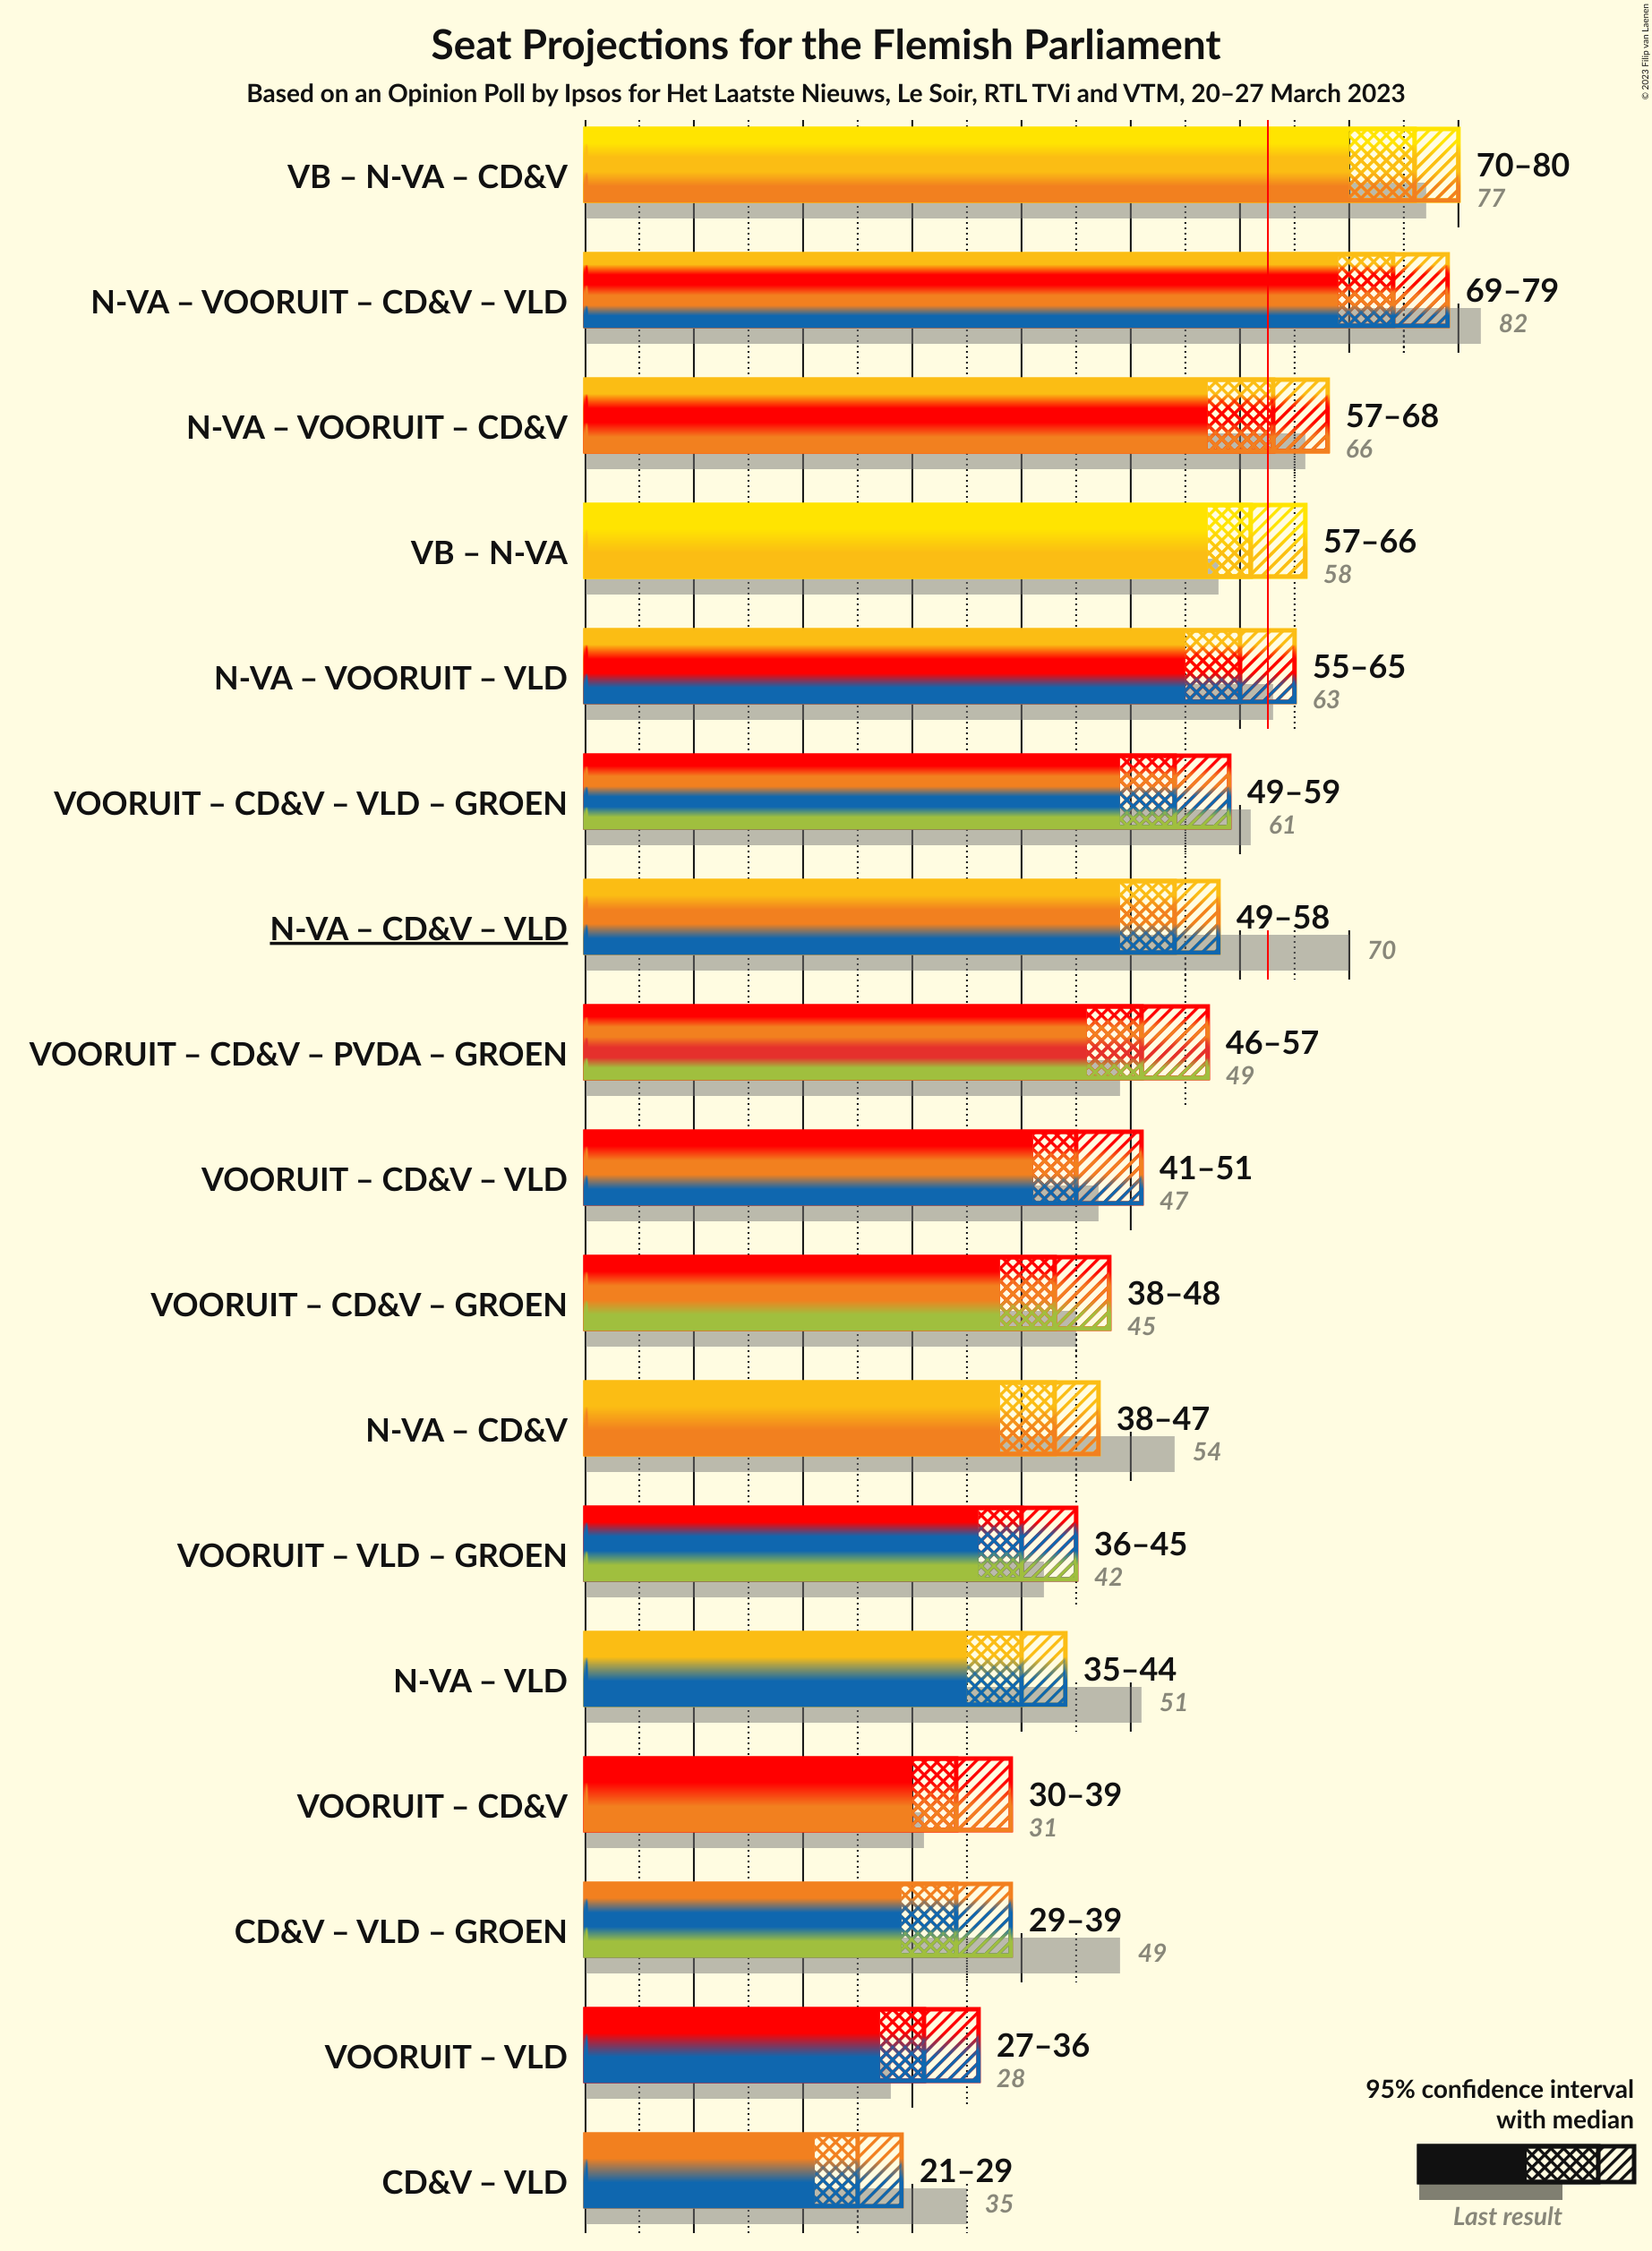 Seat Projections for the Flemish Parliament
Based on an Opinion Poll by Ipsos for Het Laatste Nieuws, Le Soir, RTL TVi and VTM, 20–27 March 2023
© 2023 Filip van Laenen
VB – N-VA – CD&V
70–80
77
N-VA – VOORUIT – CD&V – VLD
69–79
82
N-VA – VOORUIT – CD&V
57–68
66
VB – N-VA
57–66
58
N-VA – VOORUIT – VLD
55–65
63
VOORUIT – CD&V – VLD – GROEN
49–59
61
N-VA – CD&V – VLD
49–58
70
VOORUIT – CD&V – PVDA – GROEN
46–57
49
VOORUIT – CD&V – VLD
41–51
47
VOORUIT – CD&V – GROEN
38–48
45
N-VA – CD&V
38–47
54
VOORUIT – VLD – GROEN
36–45
42
N-VA – VLD
35–44
51
VOORUIT – CD&V
30–39
31
CD&V – VLD – GROEN
29–39
49
VOORUIT – VLD
27–36
28
CD&V – VLD
21–29
35
95% confidence interval
with median
Last result